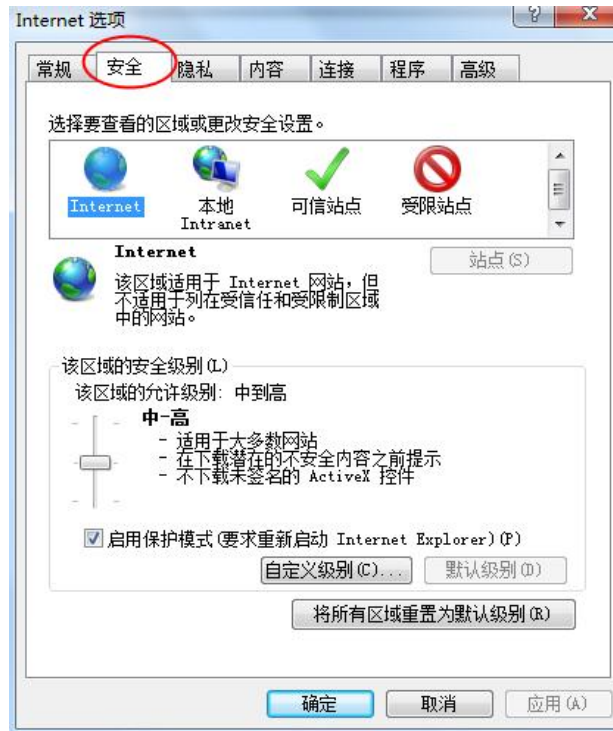 Internet 选项
常规 安全 隐私 内容 连接 程序 高级
选择要查看的区域或更改安全设置。
Internet 本地 Intranet 可信站点 受限站点
Internet
站点(S)
该区域适用于 Internet 网站，但
不适用于列在受信任和受限制区域
中的网站。
该区域的安全级别(L)
该区域的允许级别: 中到高
中-高
- 适用于大多数网站
- 在下载潜在的不安全内容之前提示
- 不下载未签名的 ActiveX 控件
启用保护模式(要求重新启动 Internet Explorer)(P)
自定义级别(C)... 默认级别(D)
将所有区域重置为默认级别(R)
确定 取消 应用(A)